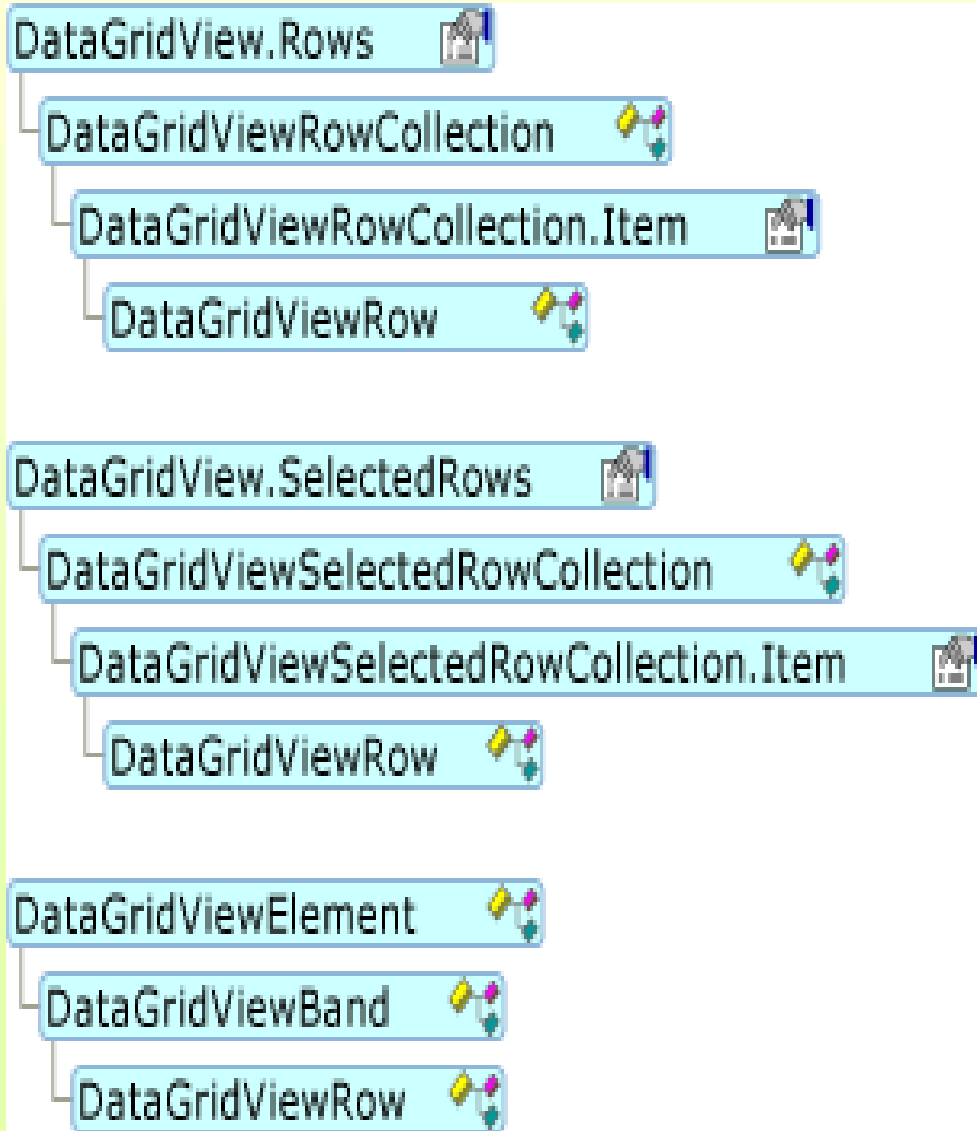 DataGridView.Rows
DataGridViewRowCollection
DataGridViewRowCollection.Item
DataGridViewRow
DataGridView.SelectedRows
DataGridViewSelectedRowCollection
DataGridViewSelectedRowCollection.Item
DataGridViewRow
DataGridViewElement
DataGridViewBand
DataGridViewRow